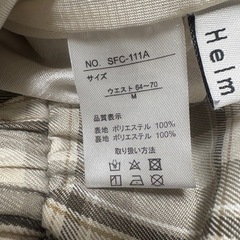 NO. SFC-111A
サイズ
ウエスト 64〜70
M
品質表示
表地 ポリエステル 100%
裏地 ポリエステル 100%
取り扱い方法
Helm